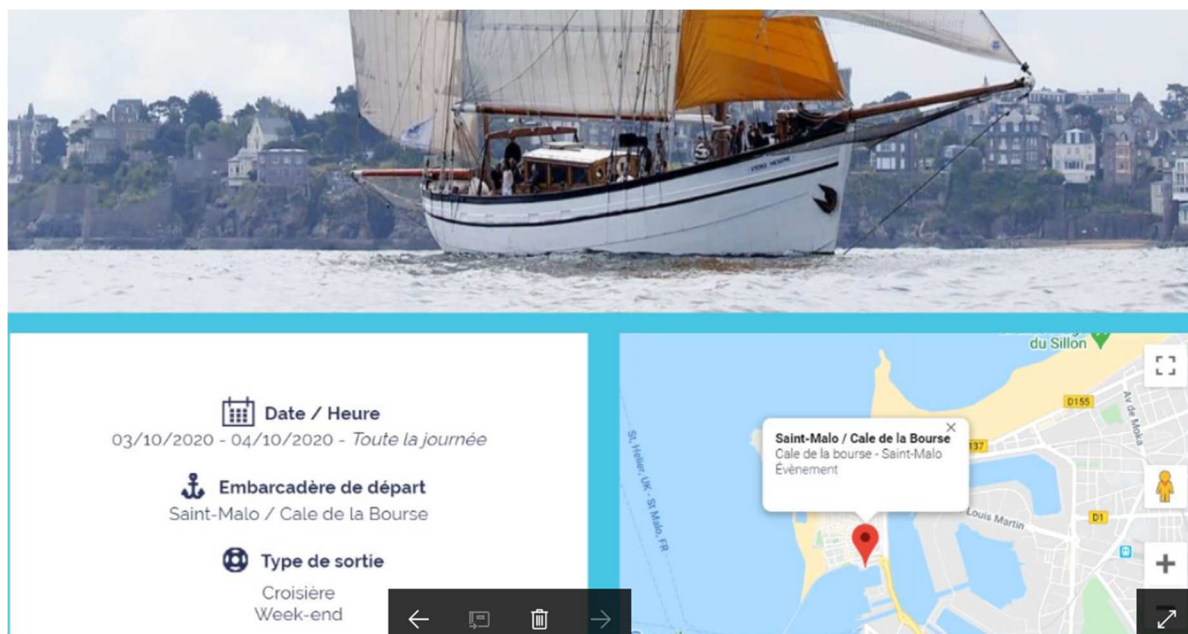 Date / Heure
03/10/2020 - 04/10/2020 - Toute la journée
Embarcadère de départ
Saint-Malo / Cale de la Bourse
Type de sortie
Croisière
Week-end
du Sillon
D155
Av de Moka
137
Saint-Malo / Cale de la Bourse
Cale de la bourse - Saint-Malo
Évènement
St. Helier, UK - St Malo, FR
Louis Martin
D1